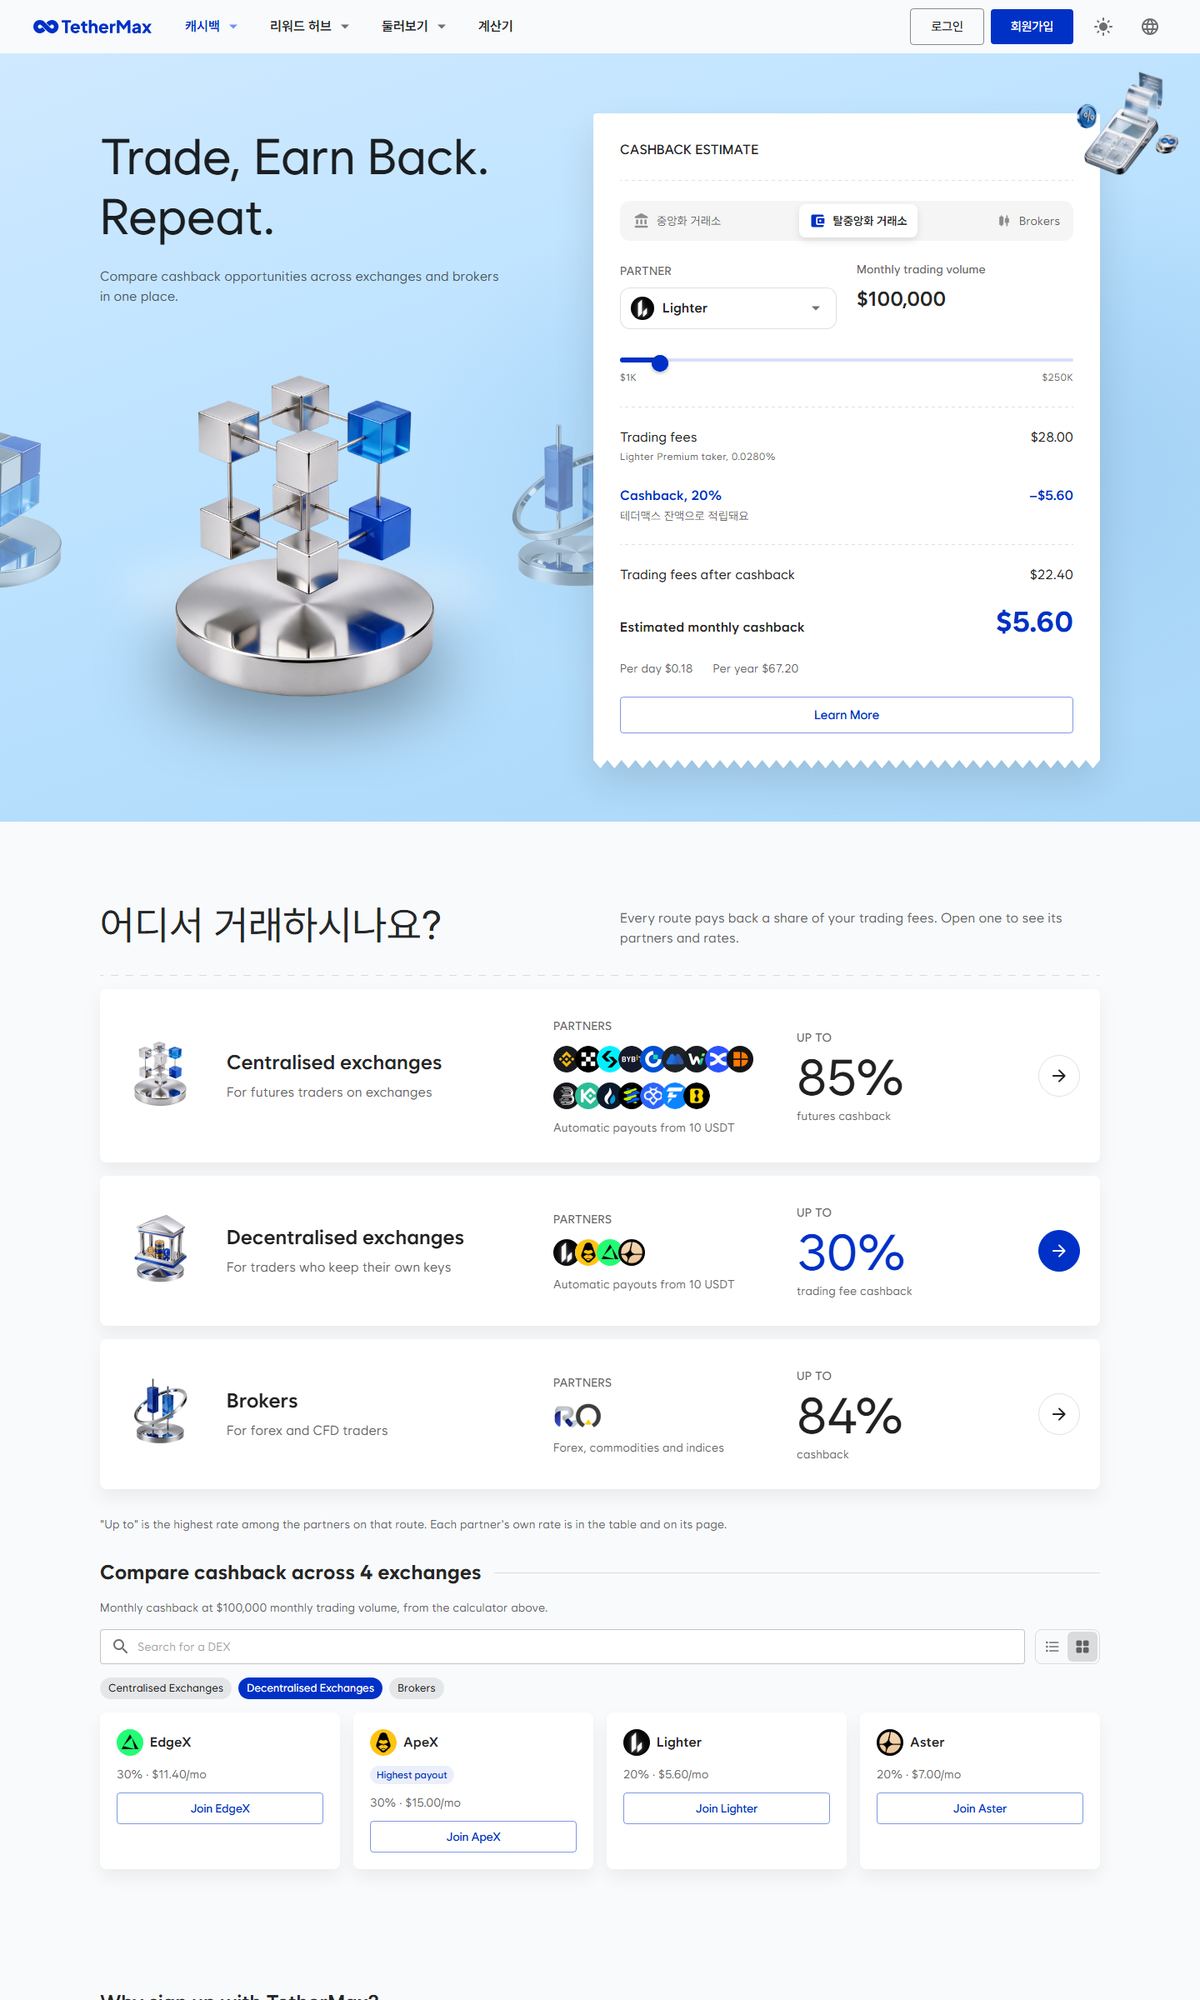 TetherMax
캐시백
리워드 허브
둘러보기
계산기
로그인
회원가입
Trade, Earn Back.
Repeat.
Compare cashback opportunities across exchanges and brokers
in one place.
CASHBACK ESTIMATE
중앙화 거래소
탈중앙화 거래소
Brokers
PARTNER
Lighter
Monthly trading volume
$100,000
$1K
$250K
Trading fees
$28.00
Lighter Premium taker, 0.0280%
Cashback, 20%
–$5.60
테더맥스 잔액으로 적립돼요
Trading fees after cashback
$22.40
Estimated monthly cashback
$5.60
Per day $0.18
Per year $67.20
Learn More
어디서 거래하시나요?
Every route pays back a share of your trading fees. Open one to see its
partners and rates.
Centralised exchanges
For futures traders on exchanges
PARTNERS
Automatic payouts from 10 USDT
UP TO
85%
futures cashback
Decentralised exchanges
For traders who keep their own keys
PARTNERS
Automatic payouts from 10 USDT
UP TO
30%
trading fee cashback
Brokers
For forex and CFD traders
PARTNERS
Forex, commodities and indices
UP TO
84%
cashback
"Up to" is the highest rate among the partners on that route. Each partner's own rate is in the table and on its page.
Compare cashback across 4 exchanges
Monthly cashback at $100,000 monthly trading volume, from the calculator above.
Search for a DEX
Centralised Exchanges
Decentralised Exchanges
Brokers
EdgeX
30% · $11.40/mo
Join EdgeX
ApeX
Highest payout
30% · $15.00/mo
Join ApeX
Lighter
20% · $5.60/mo
Join Lighter
Aster
20% · $7.00/mo
Join Aster
Why sign up with TetherMax?